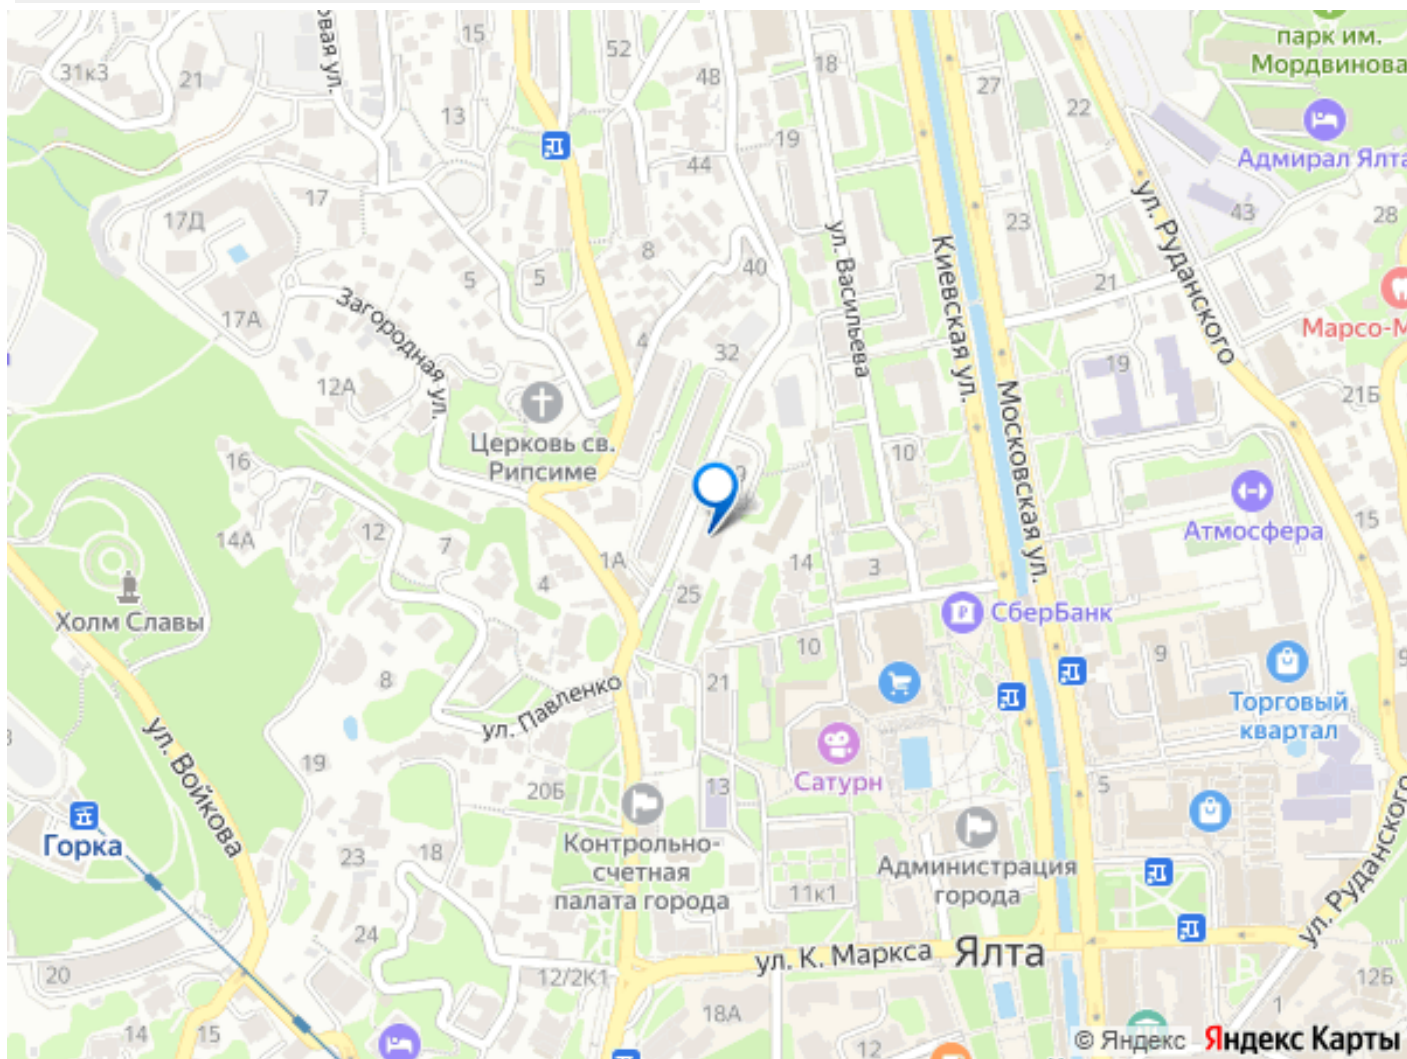 15
52
31к3
21
48
18
13
19
44
27
22
парк им.
Мордвинова
Адмирал Ялта
17
17Д
8
40
5
5
ул. Васильева
Киевская ул.
23
43
28
ул. Руданского
21
17А
Загородная ул.
4
32
12А
Московская ул.
19
Марсо-М
21Б
Церковь св.
Рипсиме
16
10
14А
12
7
4
1А
25
14
3
Атмосфера
15
Холм Славы
СберБанк
10
9
8
21
ул. Павленко
Торговый
квартал
ул. Войкова
19
20Б
13
Сатурн
5
Горка
23
18
Контрольно-
счетная
палата города
Администрация
города
11к1
ул. Руданского
24
20
12/2К1
ул. К. Маркса
Ялта
12Б
18А
1
14
15
12
© Яндекс
Яндекс Карты